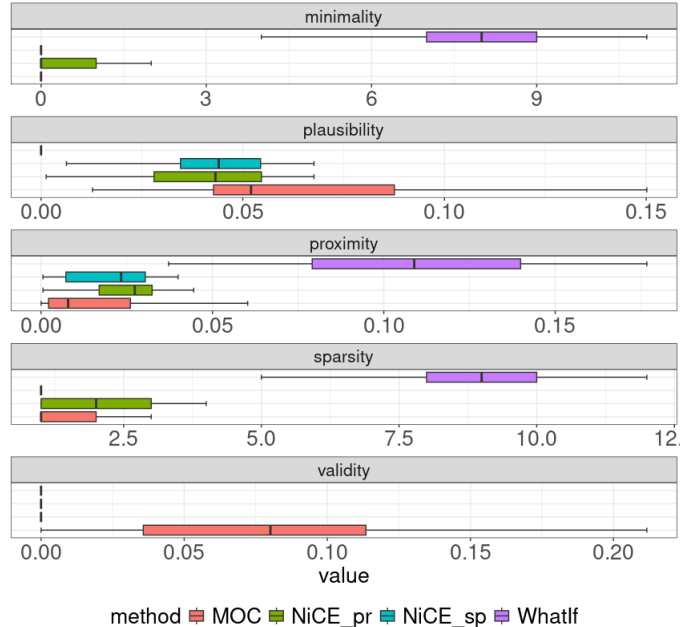 minimality
0 3 6 9
plausibility
0.00 0.05 0.10 0.15
proximity
0.00 0.05 0.10 0.15
sparsity
2.5 5.0 7.5 10.0 12.
validity
0.00 0.05 0.10 0.15 0.20
value
method MOC NiCE_pr NiCE_sp WhatIf